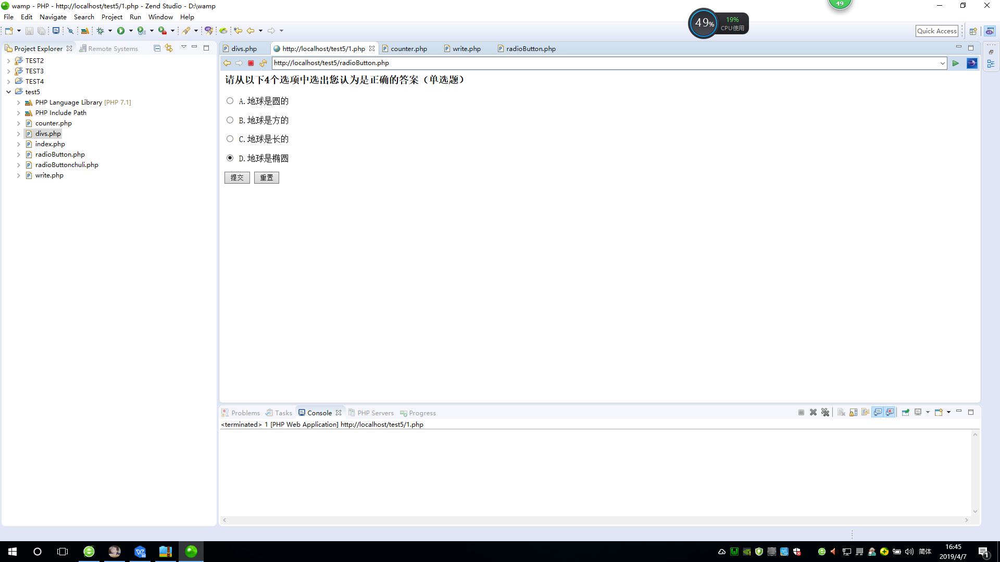 wamp - PHP - http://localhost/test5/1.php - Zend Studio - D:\wamp
49
File Edit Navigate Search Project Run Window Help
49% 19%
CPU使用
Quick Access
Project Explorer Remote Systems
divs.php http://localhost/test5/1.php counter.php write.php radioButton.php
http://localhost/test5/radioButton.php
TEST2
TEST3
TEST4
test5
PHP Language Library [PHP 7.1]
PHP Include Path
counter.php
divs.php
index.php
radioButton.php
radioButtonchuli.php
write.php
请从以下4个选项中选出您认为是正确的答案（单选题）
A.地球是圆的
B.地球是方的
C.地球是长的
D.地球是椭圆
提交 重置
Problems Tasks Console PHP Servers Progress
<terminated> 1 [PHP Web Application] http://localhost/test5/1.php
简体
16:45
2019/4/7
1